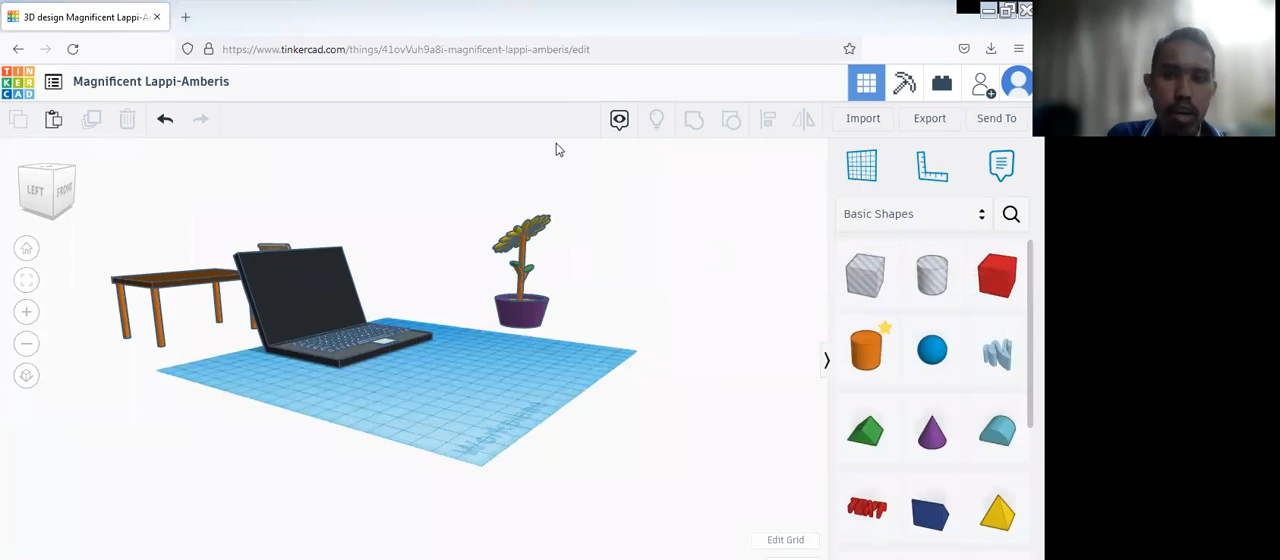 3D design Magnificent Lappi-A
https://www.tinkercad.com/things/41ovVuh9a8i-magnificent-lappi-amberis/edit
TIN
KER
CAD
Magnificent Lappi-Amberis
Import
Export
Send To
LEFT
FRONT
Basic Shapes
TEXT
Workplane
Edit Grid